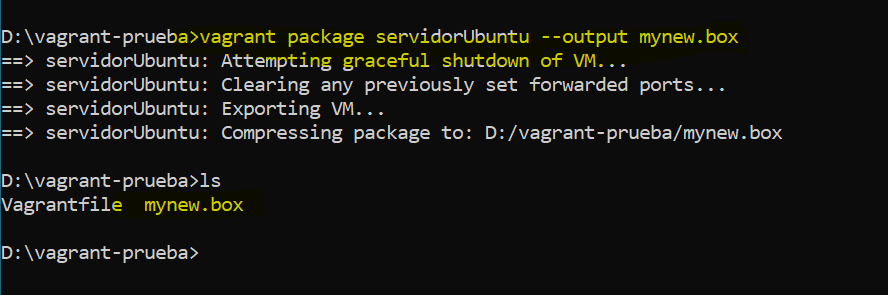 D:\vagrant-prueba>vagrant package servidorUbuntu --output mynew.box
==> servidorUbuntu: Attempting graceful shutdown of VM...
==> servidorUbuntu: Clearing any previously set forwarded ports...
==> servidorUbuntu: Exporting VM...
==> servidorUbuntu: Compressing package to: D:/vagrant-prueba/mynew.box
D:\vagrant-prueba>ls
Vagrantfile  mynew.box
D:\vagrant-prueba>